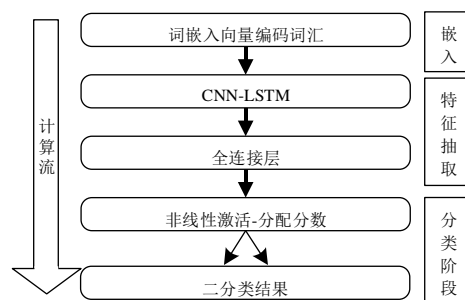 词嵌入向量编码词汇
CNN-LSTM
全连接层
非线性激活-分配分数
二分类结果
计算流
嵌入
特征抽取
分类阶段